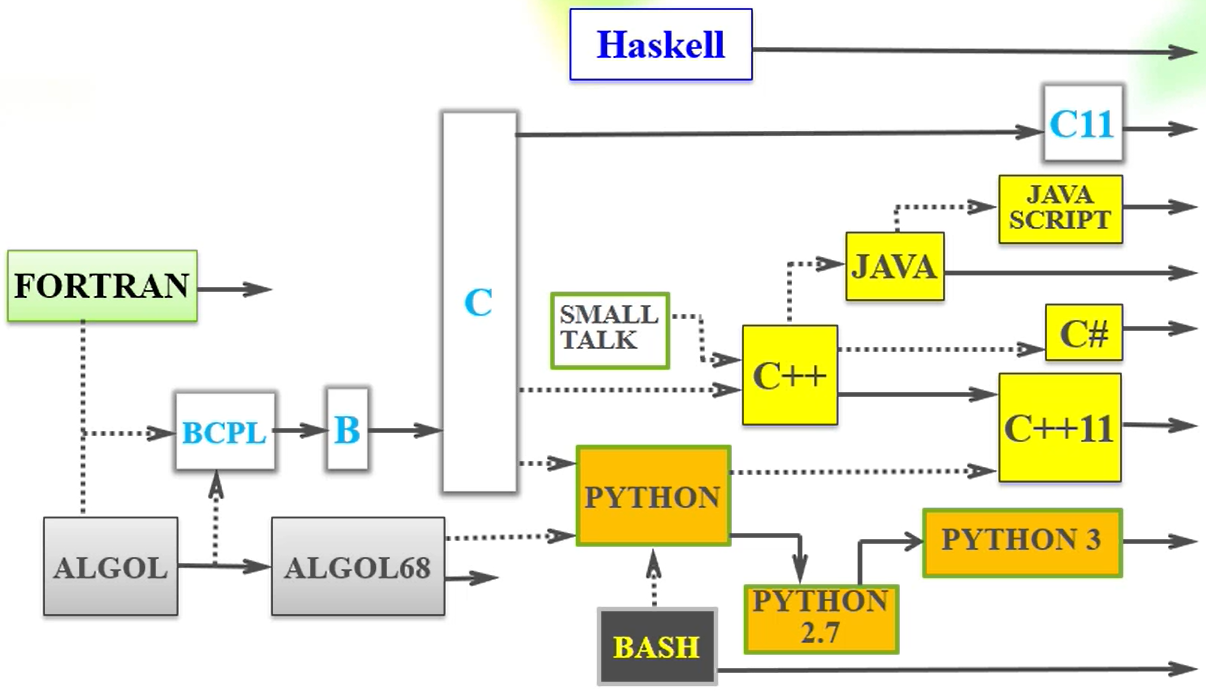 Haskell
C11
JAVA
SCRIPT
FORTRAN
JAVA
C
SMALL
TALK
C++
C#
BCPL
B
C++11
PYTHON
ALGOL
ALGOL68
PYTHON 3
PYTHON
2.7
BASH